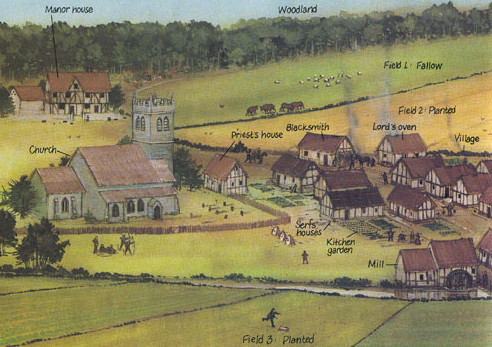 Manor house
Woodland
Field 1: Fallow
Field 2: Planted
Blacksmith
Lord's oven
Priest's house
Village
Church
Serfs'
houses
Kitchen
garden
Mill
Field 3: Planted